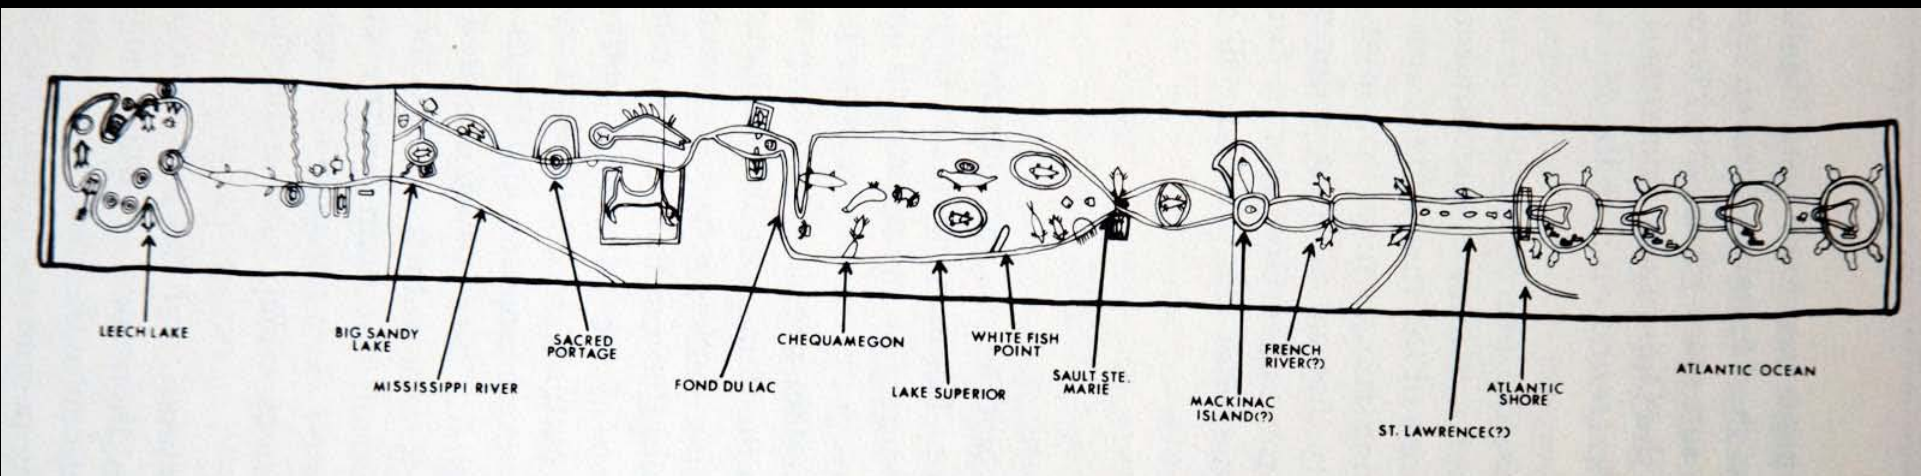 LEECH LAKE
BIG SANDY
LAKE
MISSISSIPPI RIVER
SACRED
PORTAGE
FOND DU LAC
CHEQUAMEGON
LAKE SUPERIOR
WHITE FISH
POINT
SAULT STE.
MARIE
MACKINAC
ISLAND(?)
FRENCH
RIVER(?)
ST. LAWRENCE(?)
ATLANTIC
SHORE
ATLANTIC OCEAN